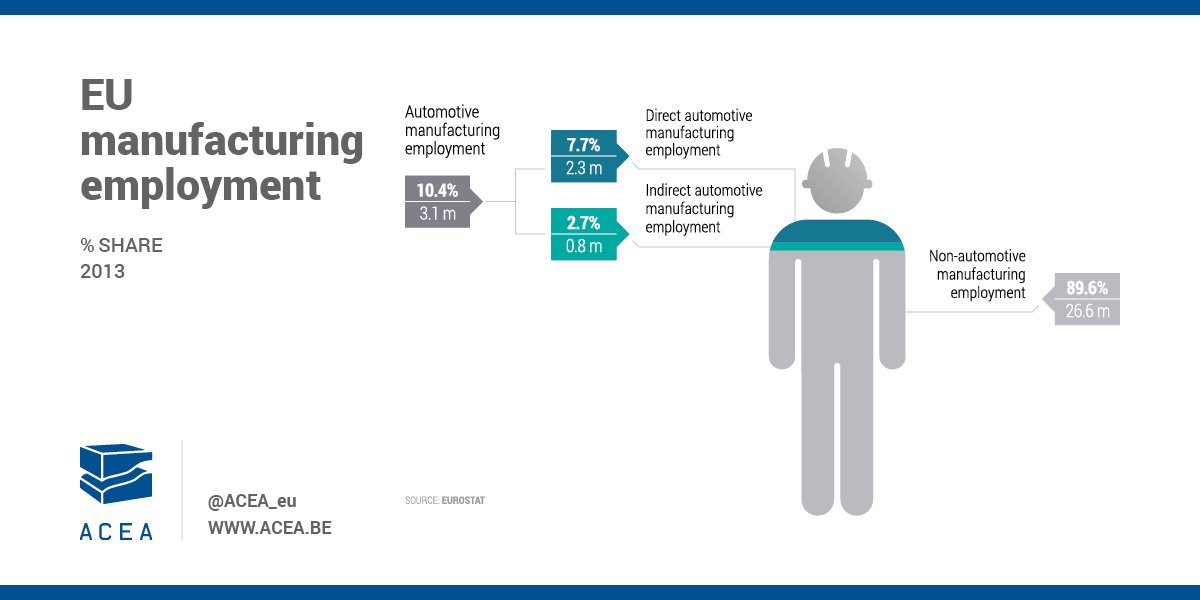 EU
manufacturing
employment
% SHARE
2013
Automotive
manufacturing
employment
10.4%
3.1 m
7.7%
2.3 m
Direct automotive
manufacturing
employment
2.7%
0.8 m
Indirect automotive
manufacturing
employment
Non-automotive
manufacturing
employment
89.6%
26.6 m
ACEA
@ACEA_eu
WWW.ACEA.BE
SOURCE: EUROSTAT